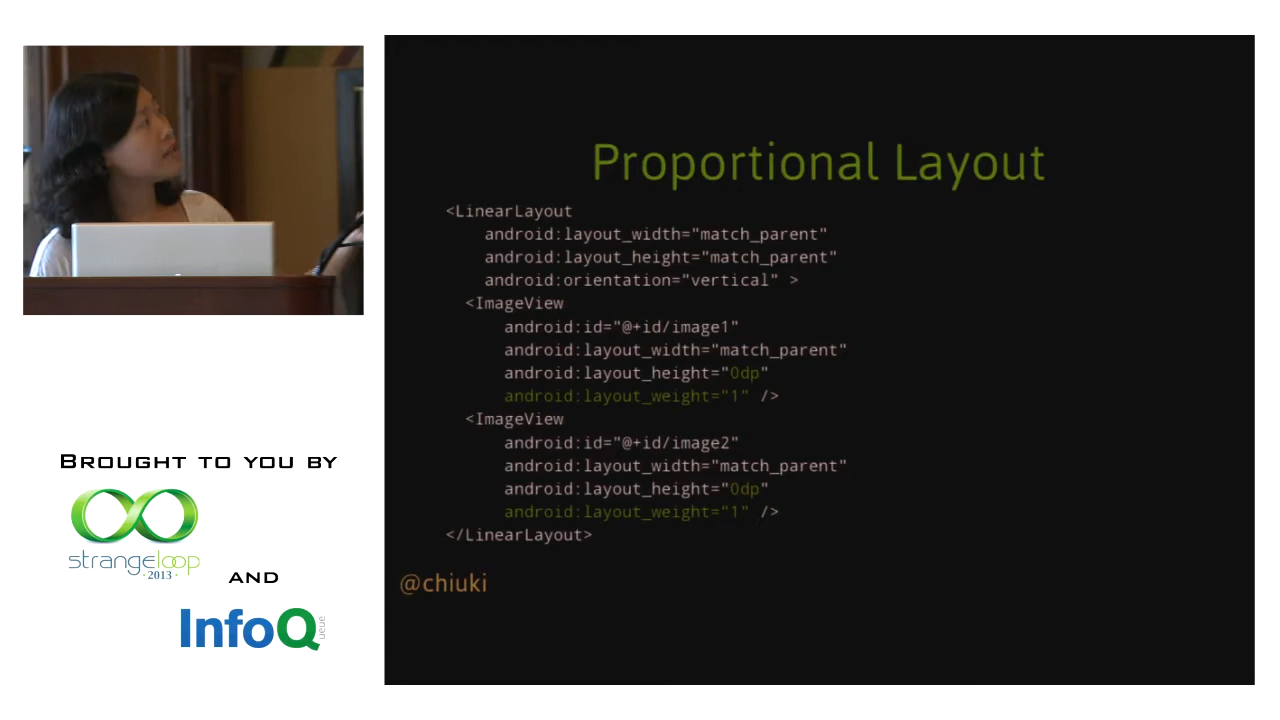 Proportional Layout
<LinearLayout
android:layout_width="match_parent"
android:layout_height="match_parent"
android:orientation="vertical" >
<ImageView
android:id="@+id/image1"
android:layout_width="match_parent"
android:layout_height="0dp"
android:layout_weight="1" />
<ImageView
android:id="@+id/image2"
android:layout_width="match_parent"
android:layout_height="0dp"
android:layout_weight="1" />
</LinearLayout>
@chiuki
BROUGHT TO YOU BY
strangeloop
·2013·
AND
InfoQ
ueue